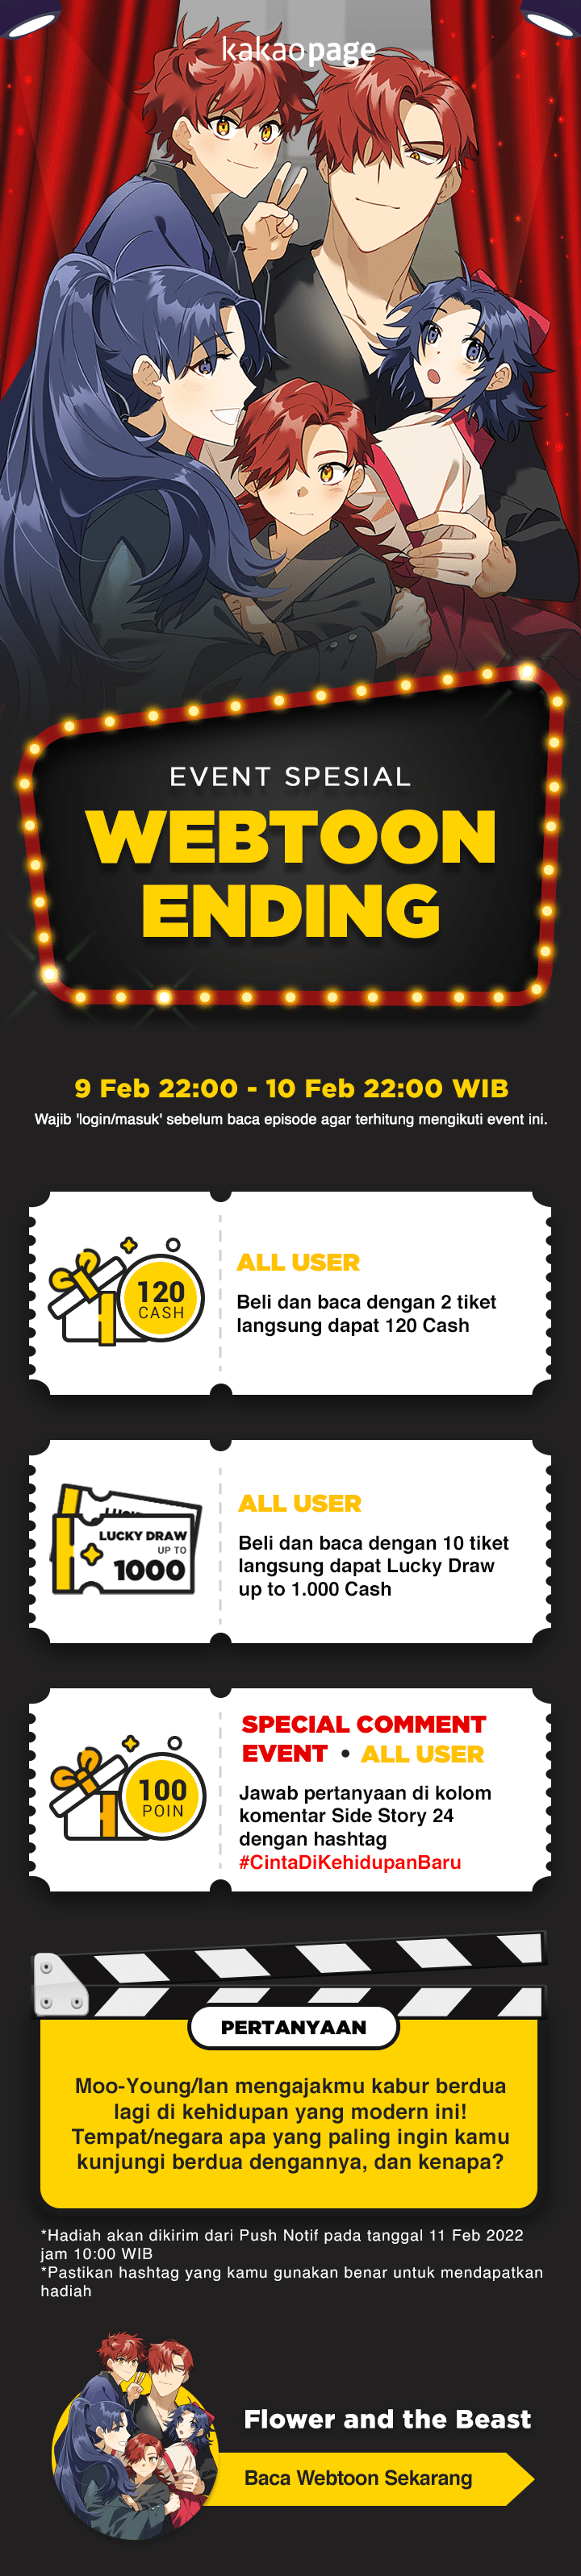 kakaopage
EVENT SPESIAL
WEBTOON
ENDING
9 Feb 22:00 - 10 Feb 22:00 WIB
Wajib 'login/masuk' sebelum baca episode agar terhitung mengikuti event ini.
120
CASH
ALL USER
Beli dan baca dengan 2 tiket
langsung dapat 120 Cash
LUCKY DRAW
UP TO
1000
ALL USER
Beli dan baca dengan 10 tiket
langsung dapat Lucky Draw
up to 1.000 Cash
100
POIN
SPECIAL COMMENT
EVENT • ALL USER
Jawab pertanyaan di kolom
komentar Side Story 24
dengan hashtag
#CintaDiKehidupanBaru
PERTANYAAN
Moo-Young/Ian mengajakmu kabur berdua
lagi di kehidupan yang modern ini!
Tempat/negara apa yang paling ingin kamu
kunjungi berdua dengannya, dan kenapa?
*Hadiah akan dikirim dari Push Notif pada tanggal 11 Feb 2022
jam 10:00 WIB
*Pastikan hashtag yang kamu gunakan benar untuk mendapatkan
hadiah
Flower and the Beast
Baca Webtoon Sekarang